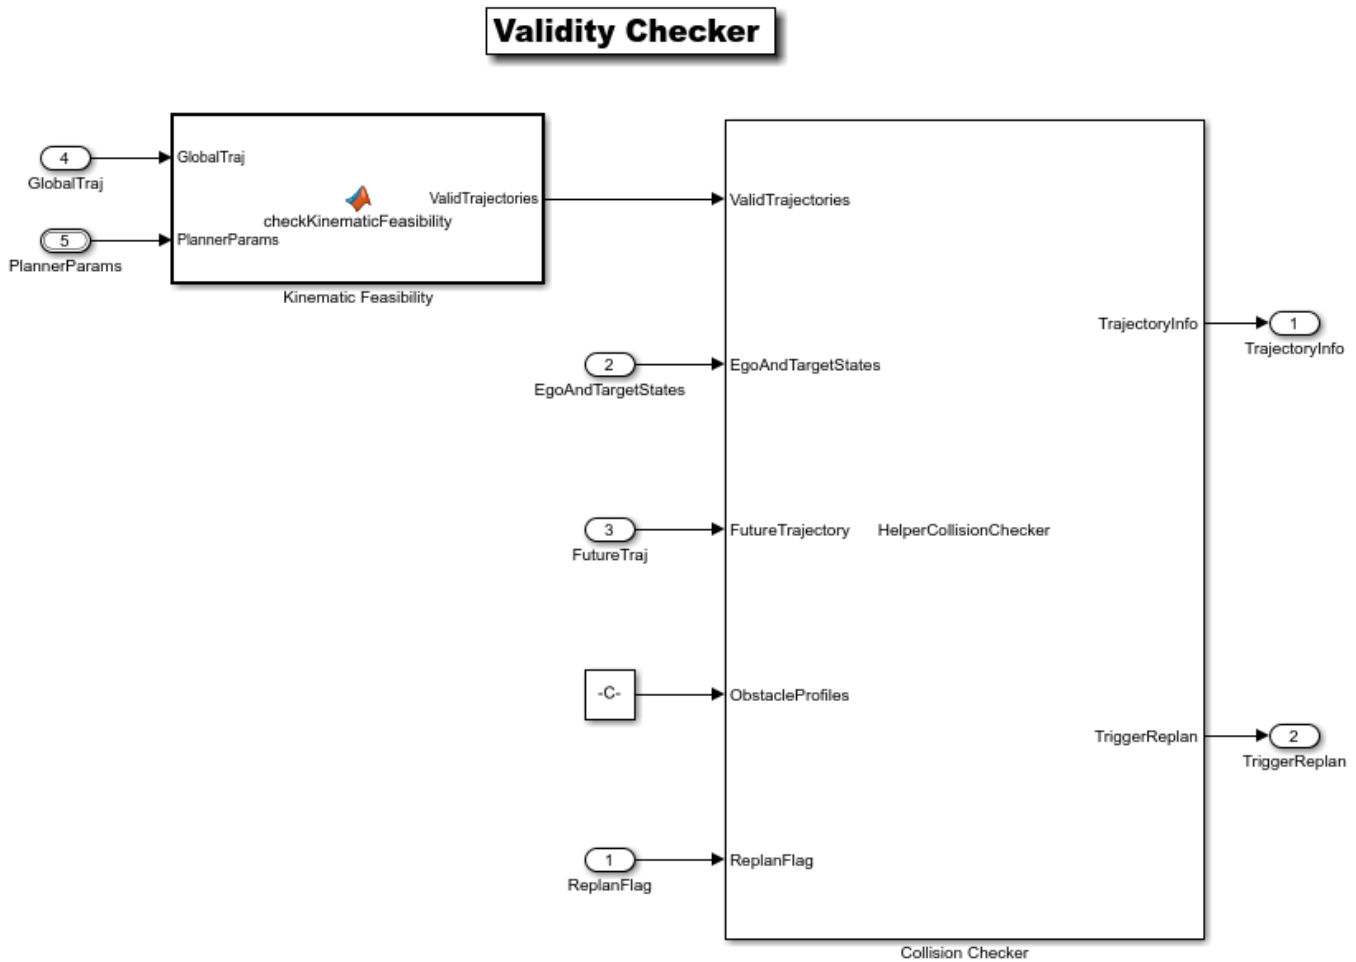 Validity Checker
4
GlobalTraj
5
PlannerParams
GlobalTraj
PlannerParams
checkKinematicFeasibility
ValidTrajectories
Kinematic Feasibility
2
EgoAndTargetStates
3
FutureTraj
-C-
1
ReplanFlag
ValidTrajectories
EgoAndTargetStates
FutureTrajectory
HelperCollisionChecker
ObstacleProfiles
ReplanFlag
TrajectoryInfo
TriggerReplan
Collision Checker
1
TrajectoryInfo
2
TriggerReplan